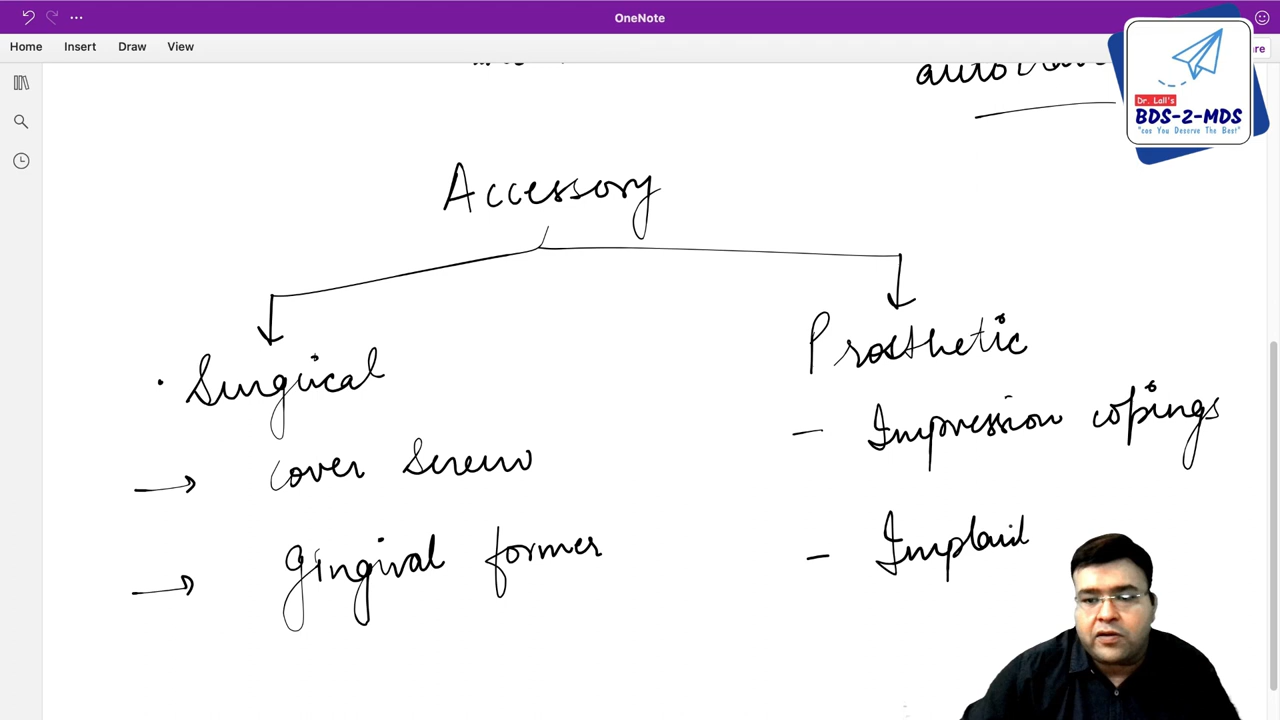 OneNote
Home Insert Draw View
Dr. Lall's
BDS-2-MDS
"cos You Deserve The Best"
Accessory
Surgical
Prosthetic
- Impression copings
→ cover Screw
→ gingival former
- Implant